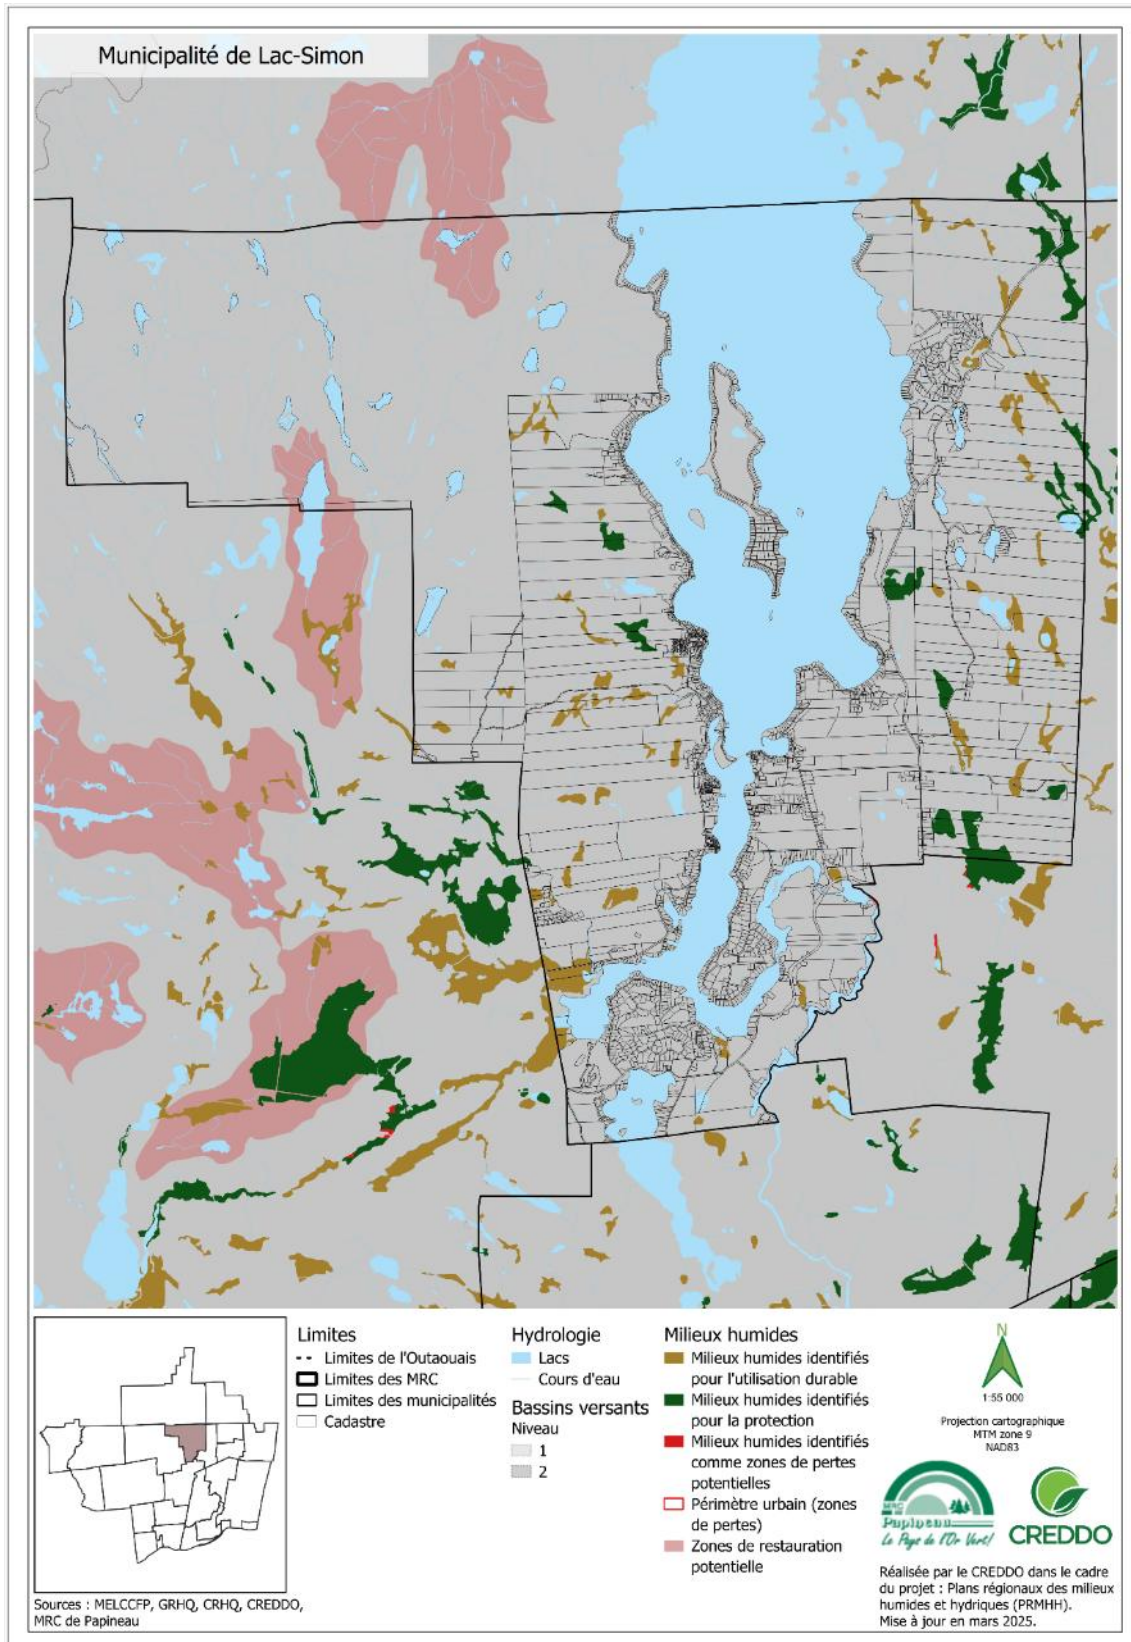 Municipalité de Lac-Simon
Limites
Limites de l'Outaouais
Limites des MRC
Limites des municipalités
Cadastre
Hydrologie
Lacs
Cours d'eau
Bassins versants
Niveau
1
2
Milieux humides
Milieux humides identifiés
pour l'utilisation durable
Milieux humides identifiés
pour la protection
Milieux humides identifiés
comme zones de pertes
potentielles
Périmètre urbain (zones
de pertes)
Zones de restauration
potentielle
N
1:55 000
Projection cartographique
MTM zone 9
NAD83
MRC
Papineau
Le Pays de l'Or Vert!
CREDDO
Réalisée par le CREDDO dans le cadre
du projet : Plans régionaux des milieux
humides et hydriques (PRMHH).
Mise à jour en mars 2025.
Sources : MELCCFP, GRHQ, CRHQ, CREDDO,
MRC de Papineau